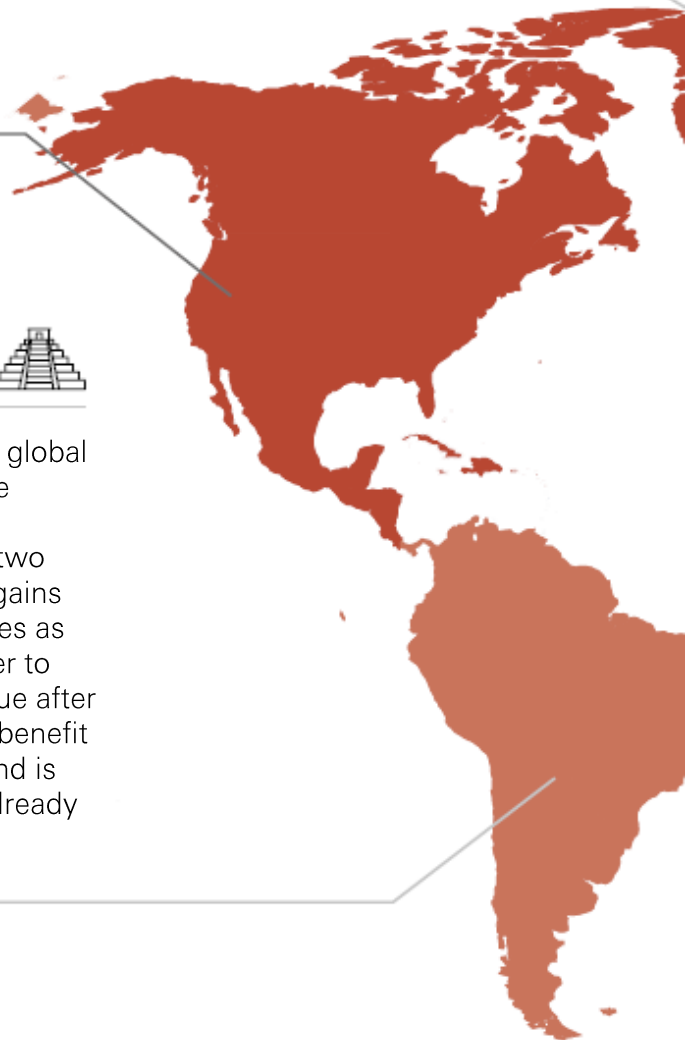 global
e
two
gains
es as
er to
ue after
benefit
nd is
lready